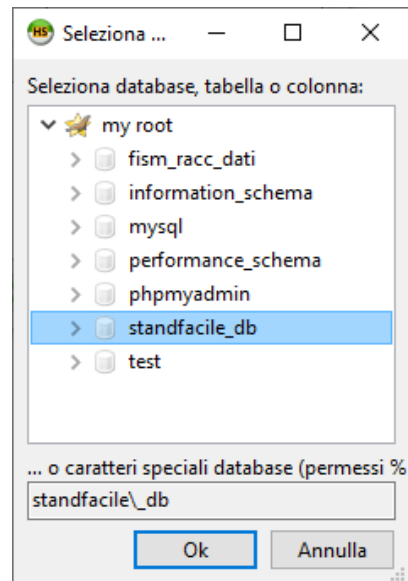 HS Seleziona ...
Seleziona database, tabella o colonna:
my root
fism_racc_dati
information_schema
mysql
performance_schema
phpmyadmin
standfacile_db
test
... o caratteri speciali database (permessi %
standfacile\_db
Ok Annulla